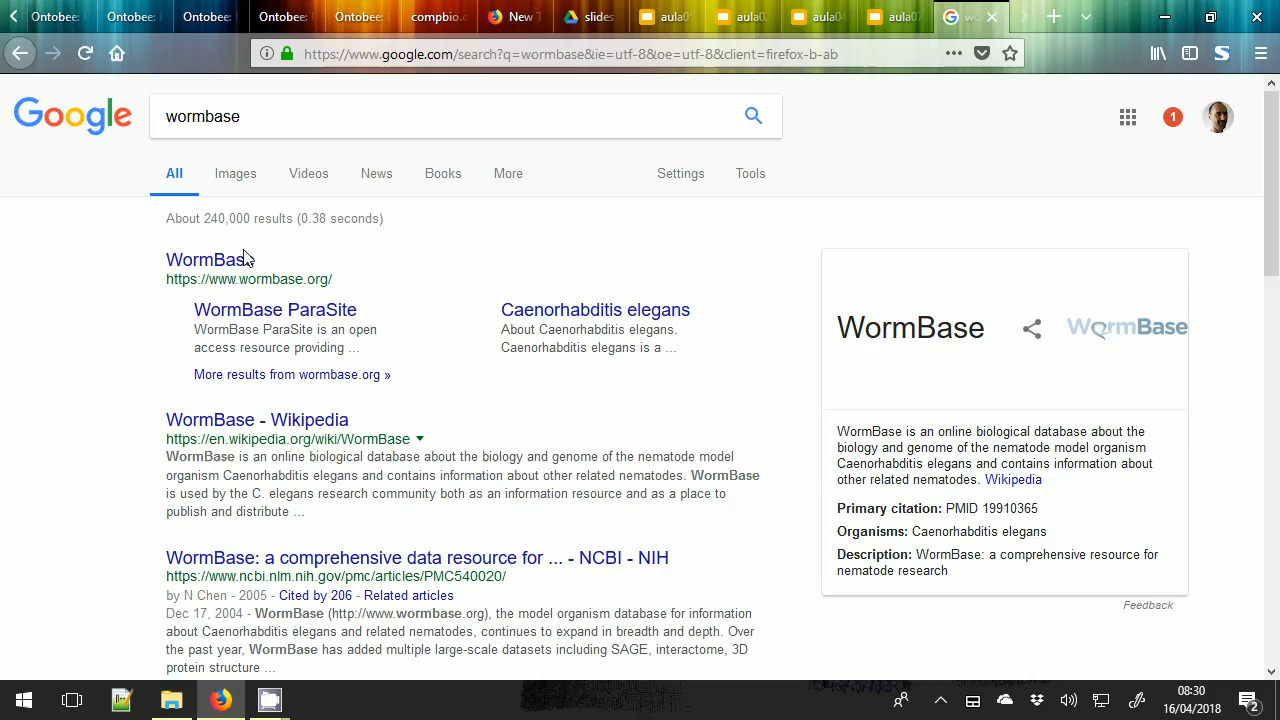 Ontobee: Ontobee: Ontobee: Ontobee: Ontobee: compbio.c New T slides aula05 aula0 aula04 aula07 wo
https://www.google.com/search?q=wormbase&ie=utf-8&oe=utf-8&client=firefox-b-ab
Google
wormbase
1
All Images Videos News Books More Settings Tools
About 240,000 results (0.38 seconds)
WormBase
https://www.wormbase.org/
WormBase ParaSite
WormBase ParaSite is an open
access resource providing ...
Caenorhabditis elegans
About Caenorhabditis elegans.
Caenorhabditis elegans is a ...
More results from wormbase.org »
WormBase - Wikipedia
https://en.wikipedia.org/wiki/WormBase
WormBase is an online biological database about the biology and genome of the nematode model
organism Caenorhabditis elegans and contains information about other related nematodes. WormBase
is used by the C. elegans research community both as an information resource and as a place to
publish and distribute ...
WormBase: a comprehensive data resource for ... - NCBI - NIH
https://www.ncbi.nlm.nih.gov/pmc/articles/PMC540020/
by N Chen - 2005 - Cited by 206 - Related articles
Dec 17, 2004 - WormBase (http://www.wormbase.org), the model organism database for information
about Caenorhabditis elegans and related nematodes, continues to expand in breadth and depth. Over
the past year, WormBase has added multiple large-scale datasets including SAGE, interactome, 3D
protein structure ...
WormBase
WormBase
WormBase is an online biological database about the
biology and genome of the nematode model organism
Caenorhabditis elegans and contains information about
other related nematodes. Wikipedia
Primary citation: PMID 19910365
Organisms: Caenorhabditis elegans
Description: WormBase: a comprehensive resource for
nematode research
Feedback
08:30
16/04/2018
2